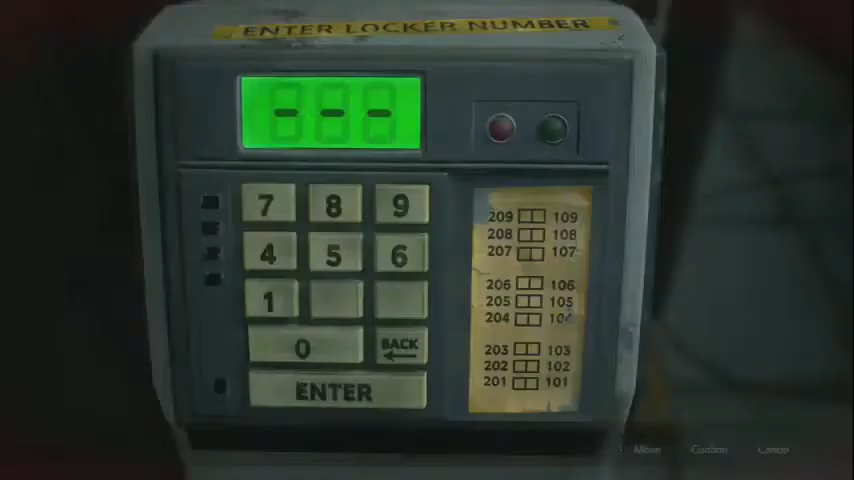 ENTER LOCKER NUMBER
---
7 8 9
4 5 6
1
0 BACK
ENTER
209 109
208 108
207 107
206 106
205 105
204 104
203 103
202 102
201 101
Move Confirm Cancel